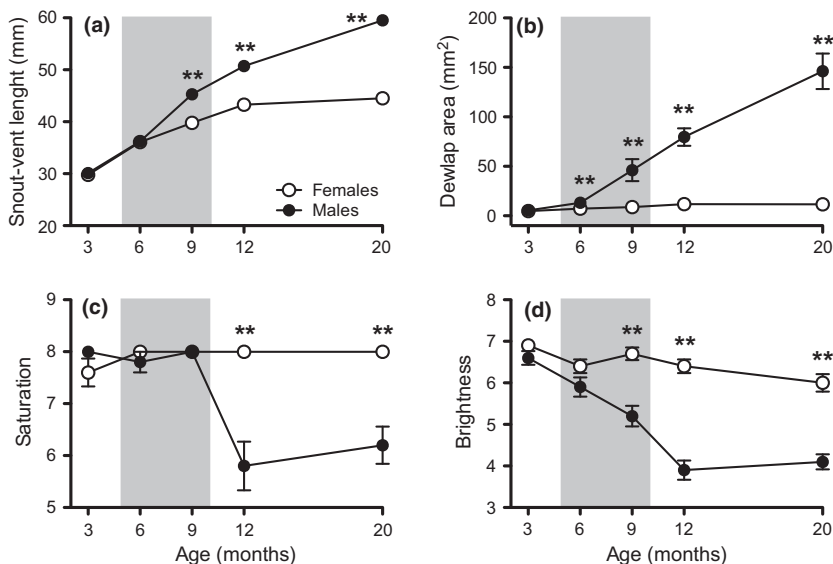 (a)
Snout-vent lenght (mm)
60
50
40
30
20
**
**
**
Females
Males
3 6 9 12 20
(b)
Dewlap area (mm²)
200
150
100
50
0
**
**
**
**
3 6 9 12 20
(c)
Saturation
9
8
7
6
5
**
**
3 6 9 12 20
Age (months)
(d)
Brightness
8
7
6
5
4
3
**
**
**
3 6 9 12 20
Age (months)